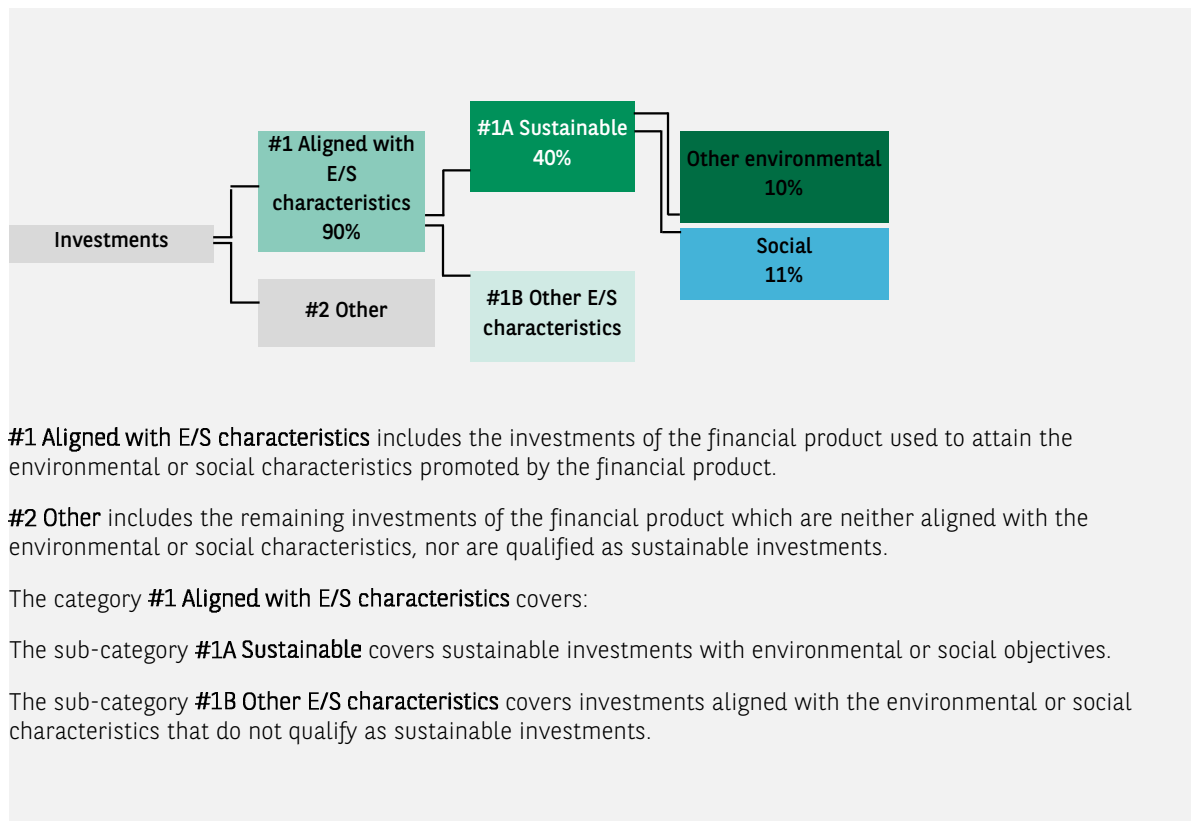 #1A Sustainable
40%
#1 Aligned with
E/S
characteristics
90%
Other environmental
10%
Investments
Social
11%
#2 Other
#1B Other E/S
characteristics
#1 Aligned with E/S characteristics includes the investments of the financial product used to attain the
environmental or social characteristics promoted by the financial product.
#2 Other includes the remaining investments of the financial product which are neither aligned with the
environmental or social characteristics, nor are qualified as sustainable investments.
The category #1 Aligned with E/S characteristics covers:
The sub-category #1A Sustainable covers sustainable investments with environmental or social objectives.
The sub-category #1B Other E/S characteristics covers investments aligned with the environmental or social
characteristics that do not qualify as sustainable investments.